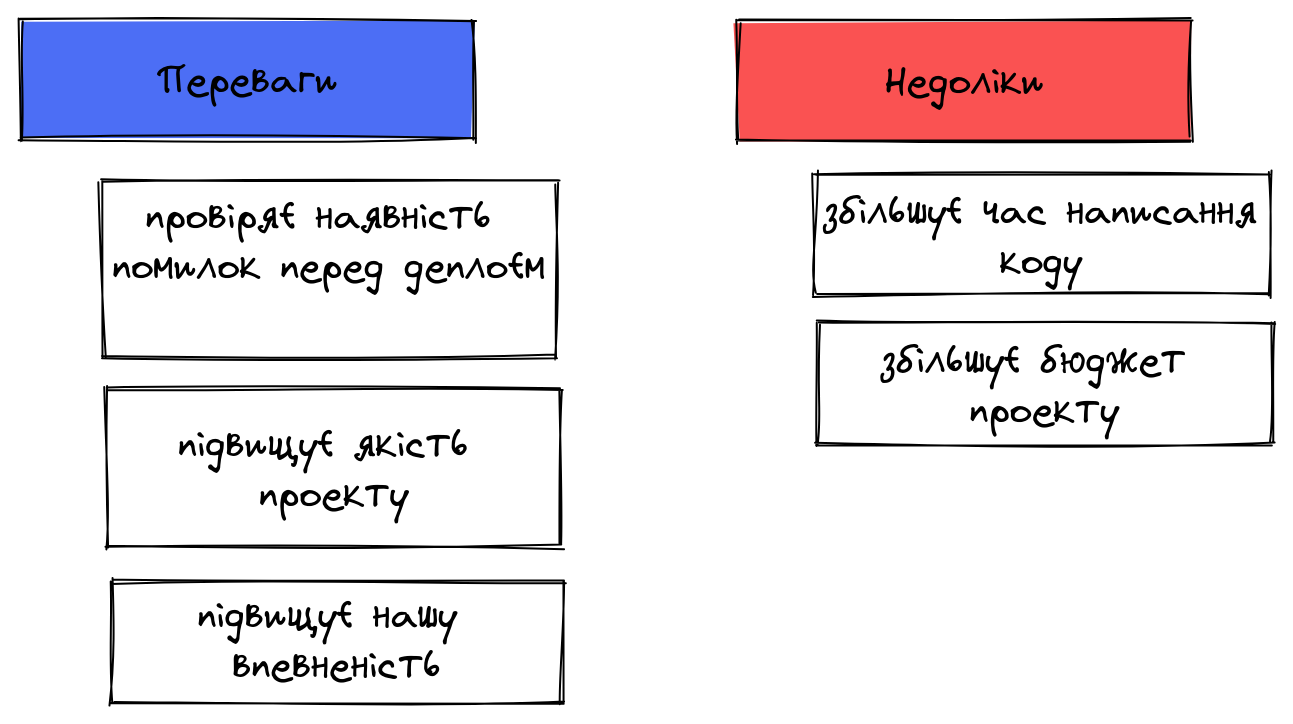 Переваги
провіряє наявність
помилок перед деплоєм
підвищує якість
проекту
підвищує нашу
впевненість
Недоліки
збільшує час написання
коду
збільшує бюджет
проекту